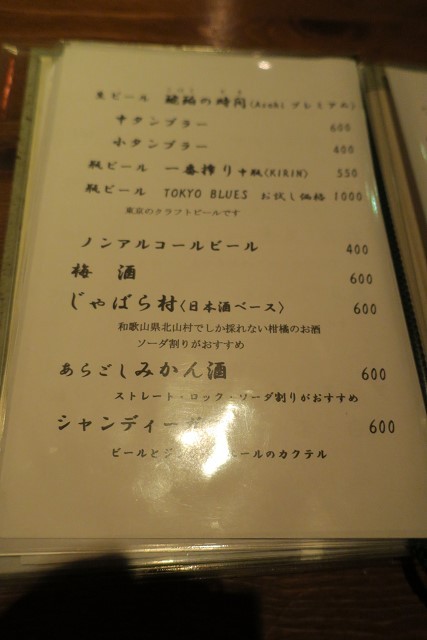 生ビール 琥珀の時間(Asahi プレミアム)
中タンブラー 600
小タンブラー 400
瓶ビール 一番搾り 中瓶(KIRIN) 550
瓶ビール TOKYO BLUES お試し価格 1000
東京のクラフトビールです
ノンアルコールビール 400
梅酒 600
じゃばら村〈日本酒ベース〉 600
和歌山県北山村でしか採れない柑橘のお酒
ソーダ割りがおすすめ
あらごしみかん酒 600
ストレート・ロック・ソーダ割りがおすすめ
シャンディーガ 600
ビールとジン エールのカクテル